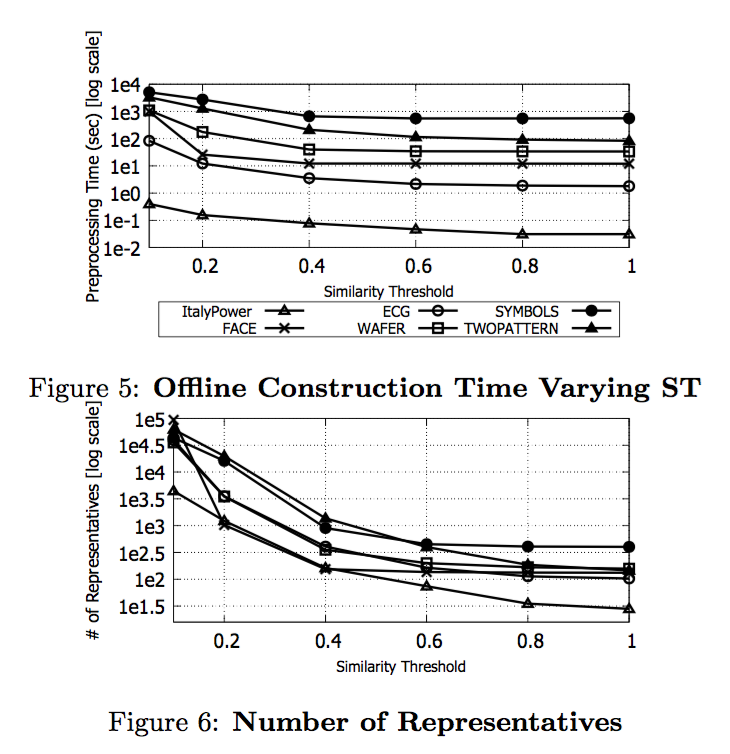 Preprocessing Time (sec) [log scale]
1e4
1e3
1e2
1e1
1e0
1e-1
1e-2
0.2 0.4 0.6 0.8 1
Similarity Threshold
ItalyPower ECG SYMBOLS
FACE WAFER TWOPATTERN
Figure 5: Offline Construction Time Varying ST
# of Representatives [log scale]
1e5
1e4.5
1e4
1e3.5
1e3
1e2.5
1e2
1e1.5
0.2 0.4 0.6 0.8 1
Similarity Threshold
Figure 6: Number of Representatives